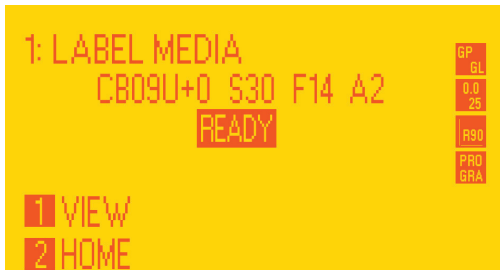 1: LABEL MEDIA
CB09U+0 S30 F14 A2
READY
GP
GL
0.0
25
R90
PRO
GRA
1 VIEW
2 HOME